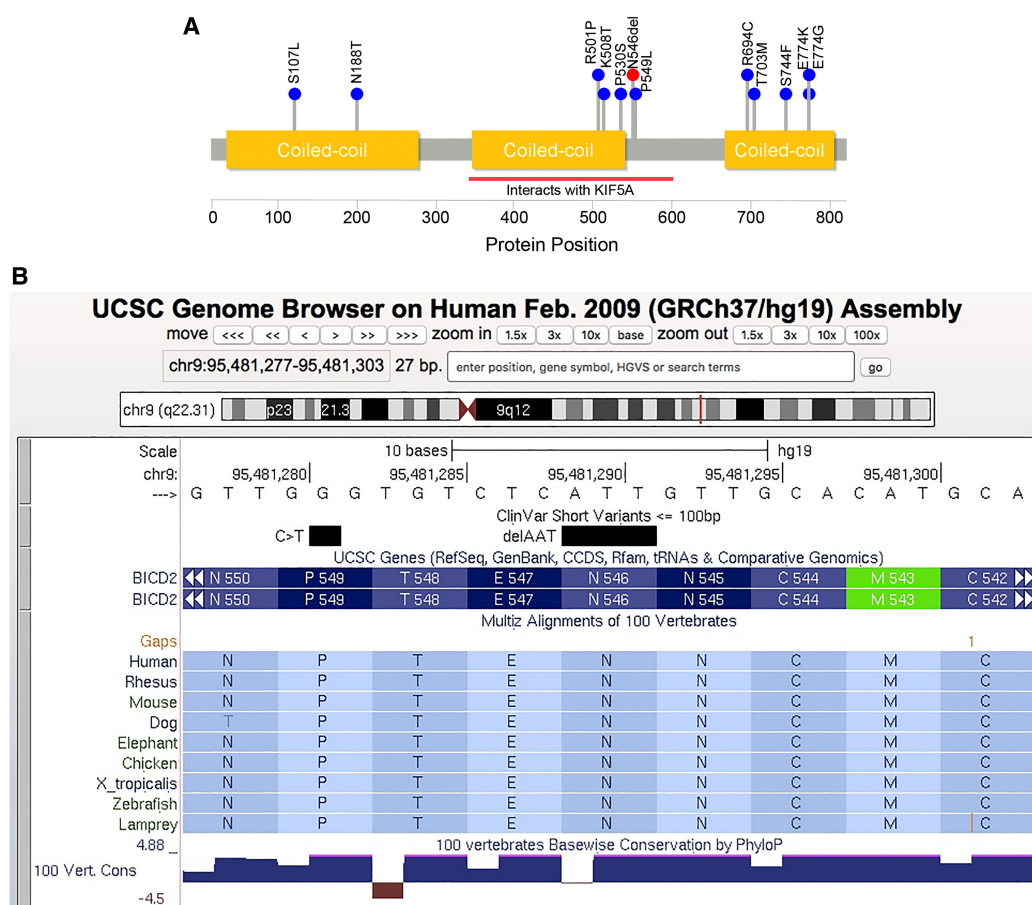 A
S107L
N188T
R501P
K508T
P530S
N546del
P549L
R694C
T703M
S744F
E774K
E774G
Coiled-coil Coiled-coil Coiled-coil
Interacts with KIF5A
0 100 200 300 400 500 600 700 800
Protein Position
B
UCSC Genome Browser on Human Feb. 2009 (GRCh37/hg19) Assembly
move <<< << < > >> >>> zoom in 1.5x 3x 10x base zoom out 1.5x 3x 10x 100x
chr9:95,481,277-95,481,303 27 bp. enter position, gene symbol, HGVS or search terms go
chr9 (q22.31) p23 21.3 9q12
Scale 10 bases hg19
chr9: 95,481,280 95,481,285 95,481,290 95,481,295 95,481,300
---> G T T G G G T G T C T C A T T G T T G C A C A T G C A
ClinVar Short Variants <= 100bp
C>T delAAT
UCSC Genes (RefSeq, GenBank, CCDS, Rfam, tRNAs & Comparative Genomics)
BICD2 N 550 P 549 T 548 E 547 N 546 N 545 C 544 M 543 C 542
BICD2 N 550 P 549 T 548 E 547 N 546 N 545 C 544 M 543 C 542
Multiz Alignments of 100 Vertebrates
Gaps 1
Human N P T E N N C M C
Rhesus N P T E N N C M C
Mouse N P T E N N C M C
Dog T P T E N N C M C
Elephant N P T E N N C M C
Chicken N P T E N N C M C
X_tropicalis N P T E N N C M C
Zebrafish N P T E N N C M C
Lamprey N P T E N N C M C
4.88 _ 100 vertebrates Basewise Conservation by PhyloP
100 Vert. Cons
-4.5